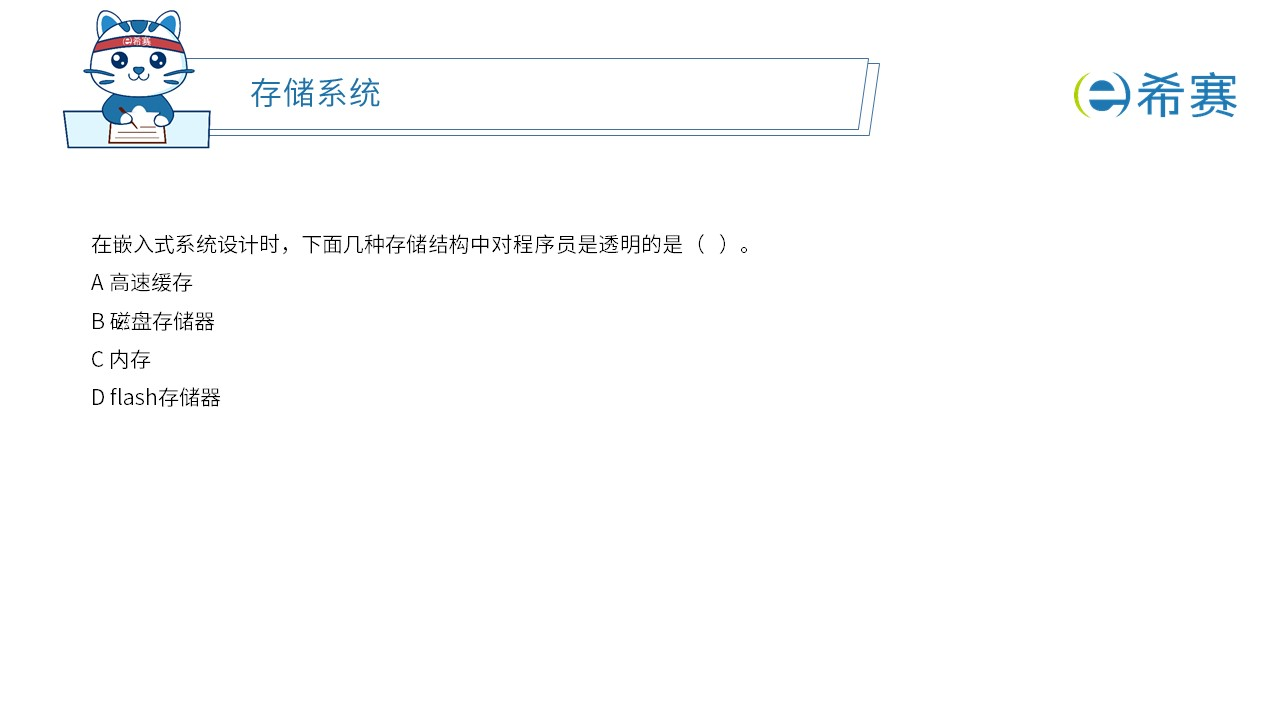 希赛
存储系统
希赛
在嵌入式系统设计时，下面几种存储结构中对程序员是透明的是（ ）。
A 高速缓存
B 磁盘存储器
C 内存
D flash存储器